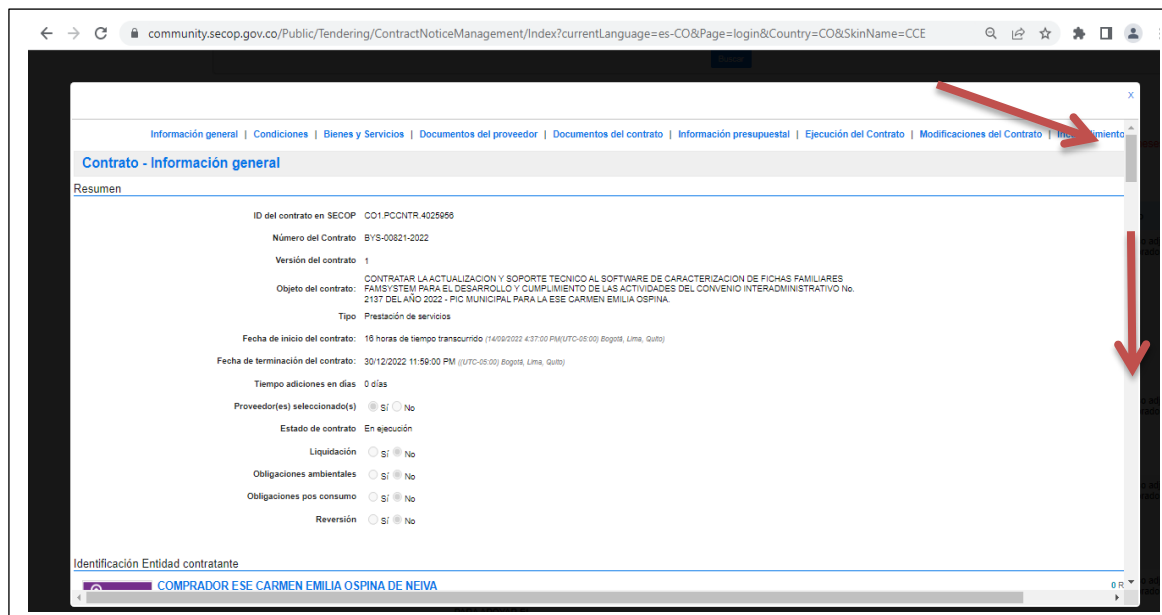 community.secop.gov.co/Public/Tendering/ContractNoticeManagement/Index?currentLanguage=es-CO&Page=login&Country=CO&SkinName=CCE
Buscar
X
Información general | Condiciones | Bienes y Servicios | Documentos del proveedor | Documentos del contrato | Información presupuestal | Ejecución del Contrato | Modificaciones del Contrato |
Contrato - Información general
Resumen
ID del contrato en SECOP CO1.PCCNTR.4025966
Número del Contrato BYS-00821-2022
Versión del contrato 1
Objeto del contrato: CONTRATAR LA ACTUALIZACION Y SOPORTE TECNICO AL SOFTWARE DE CARACTERIZACION DE FICHAS FAMILIARES
FAMSYSTEM PARA EL DESARROLLO Y CUMPLIMIENTO DE LAS ACTIVIDADES DEL CONVENIO INTERADMINISTRATIVO No.
2137 DEL AÑO 2022 - PIC MUNICIPAL PARA LA ESE CARMEN EMILIA OSPINA.
Tipo Prestación de servicios
Fecha de inicio del contrato: 16 horas de tiempo transcurrido (14/09/2022 4:37:00 PM(UTC-05:00) Bogotá, Lima, Quito)
Fecha de terminación del contrato: 30/12/2022 11:59:00 PM ((UTC-05:00) Bogotá, Lima, Quito)
Tiempo adiciones en días 0 días
Proveedor(es) seleccionado(s) Sí No
Estado de contrato En ejecución
Liquidación Sí No
Obligaciones ambientales Sí No
Obligaciones pos consumo Sí No
Reversión Sí No
Identificación Entidad contratante
COMPRADOR ESE CARMEN EMILIA OSPINA DE NEIVA
0 R